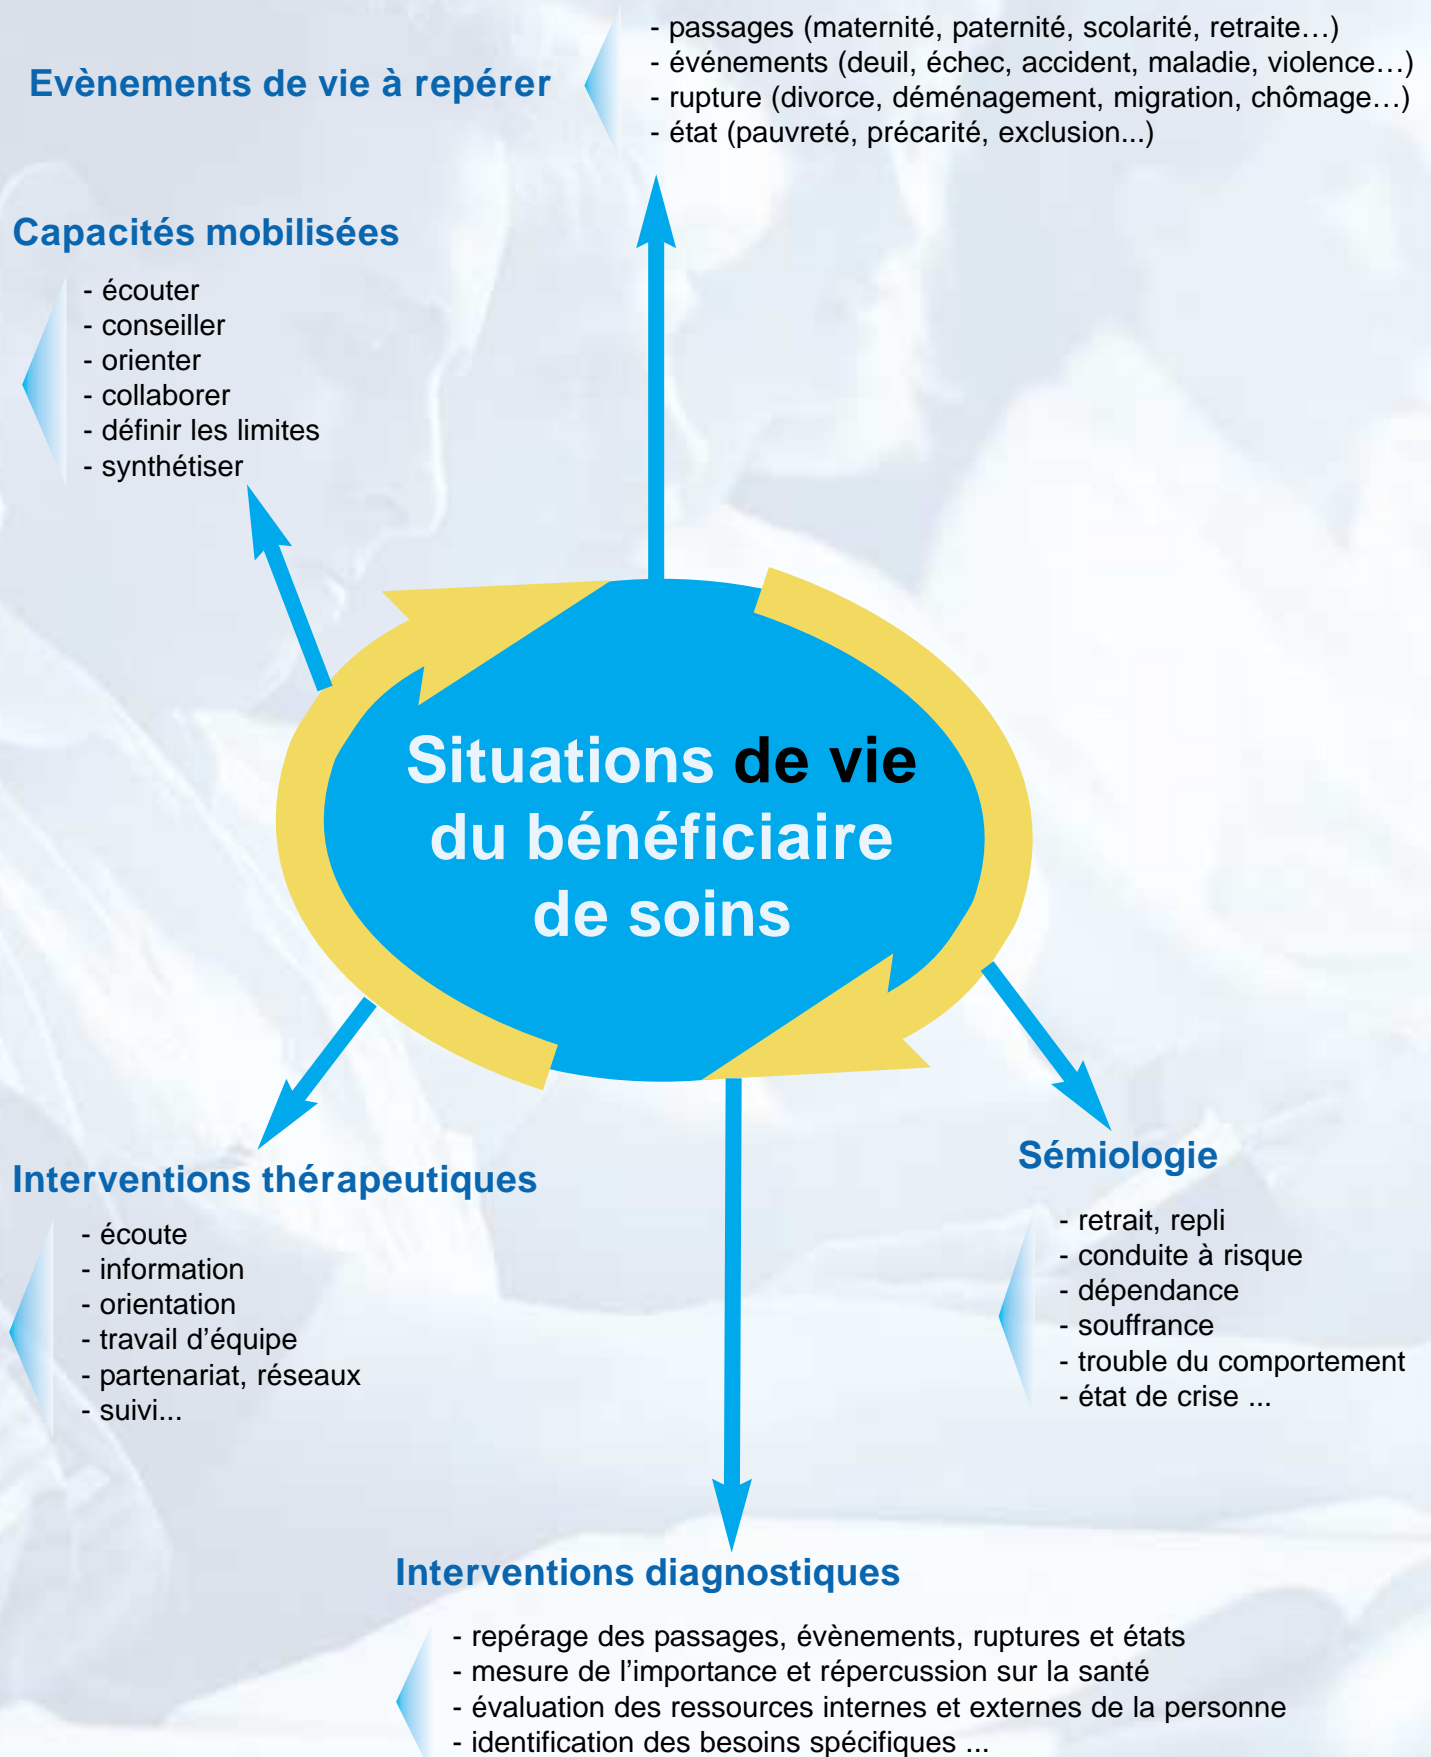 Evènements de vie à repérer
- passages (maternité, paternité, scolarité, retraite…)
- événements (deuil, échec, accident, maladie, violence…)
- rupture (divorce, déménagement, migration, chômage…)
- état (pauvreté, précarité, exclusion...)
Capacités mobilisées
- écouter
- conseiller
- orienter
- collaborer
- définir les limites
- synthétiser
Situations de vie
du bénéficiaire
de soins
Interventions thérapeutiques
- écoute
- information
- orientation
- travail d’équipe
- partenariat, réseaux
- suivi...
Sémiologie
- retrait, repli
- conduite à risque
- dépendance
- souffrance
- trouble du comportement
- état de crise ...
Interventions diagnostiques
- repérage des passages, évènements, ruptures et états
- mesure de l’importance et répercussion sur la santé
- évaluation des ressources internes et externes de la personne
- identification des besoins spécifiques ...